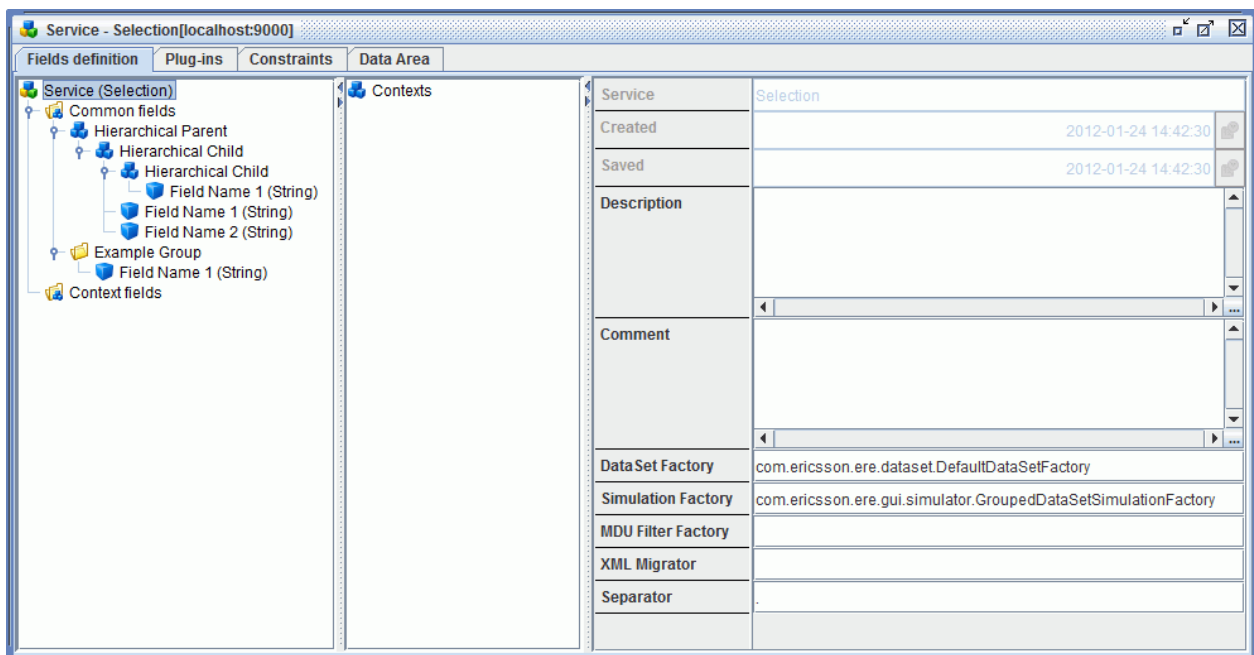 Service - Selection[localhost:9000]
Fields definition Plug-ins Constraints Data Area
Service (Selection)
Common fields
Hierarchical Parent
Hierarchical Child
Hierarchical Child
Field Name 1 (String)
Field Name 1 (String)
Field Name 2 (String)
Example Group
Field Name 1 (String)
Context fields
Contexts
Service Selection
Created 2012-01-24 14:42:30
Saved 2012-01-24 14:42:30
Description
...
Comment
...
DataSet Factory com.ericsson.ere.dataset.DefaultDataSetFactory
Simulation Factory com.ericsson.ere.gui.simulator.GroupedDataSetSimulationFactory
MDU Filter Factory
XML Migrator
Separator .